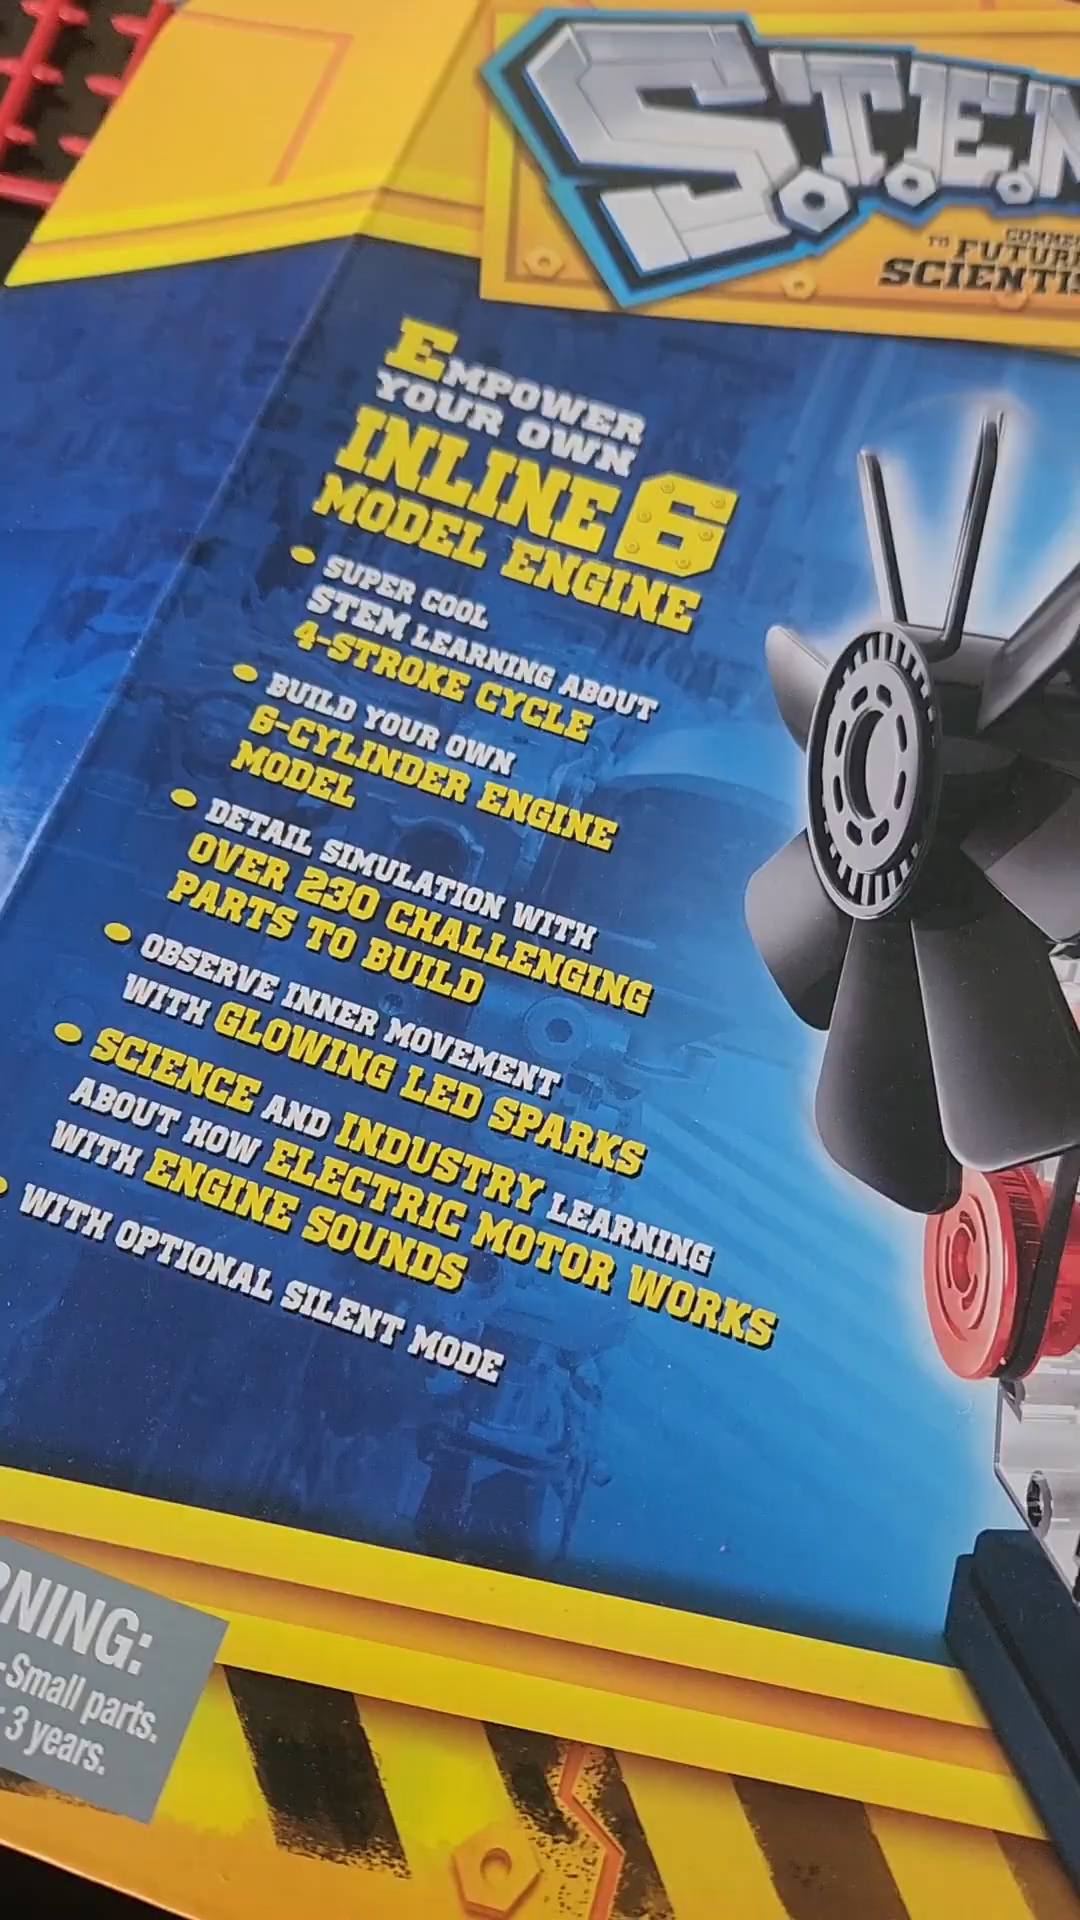 STEM
TO
FUTURE
SCIENTIS
EMPOWER
YOUR OWN
INLINE 6
MODEL ENGINE
• SUPER COOL
STEM LEARNING ABOUT
4-STROKE CYCLE
• BUILD YOUR OWN
6-CYLINDER ENGINE
MODEL
• DETAIL SIMULATION WITH
OVER 230 CHALLENGING
PARTS TO BUILD
• OBSERVE INNER MOVEMENT
WITH GLOWING LED SPARKS
• SCIENCE AND INDUSTRY LEARNING
ABOUT HOW ELECTRIC MOTOR WORKS
WITH ENGINE SOUNDS
• WITH OPTIONAL SILENT MODE
RNING:
-Small parts.
r 3 years.